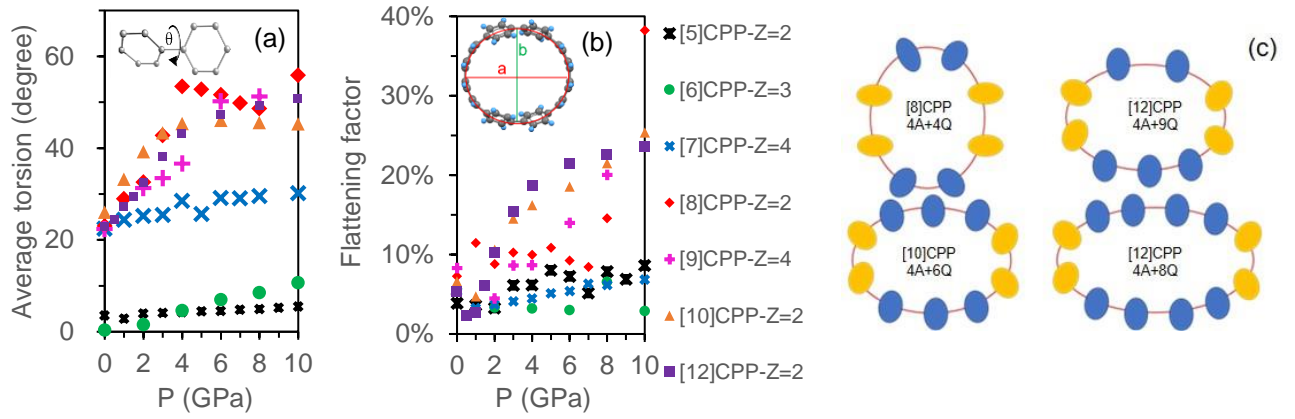 (a)
θ
Average torsion (degree)
60
40
20
0
0 2 4 6 8 10
P (GPa)
(b)
b
a
Flattening factor
40%
30%
20%
10%
0%
0 2 4 6 8 10
P (GPa)
[5]CPP-Z=2
[6]CPP-Z=3
[7]CPP-Z=4
[8]CPP-Z=2
[9]CPP-Z=4
[10]CPP-Z=2
[12]CPP-Z=2
(c)
[8]CPP
4A+4Q
[12]CPP
4A+9Q
[10]CPP
4A+6Q
[12]CPP
4A+8Q